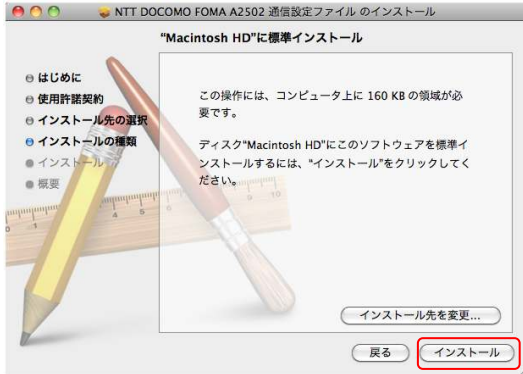 NTT DOCOMO FOMA A2502 通信設定ファイル のインストール
"Macintosh HD"に標準インストール
はじめに
使用許諾契約
インストール先の選択
インストールの種類
インストール
概要
この操作には、コンピュータ上に 160 KB の領域が必
要です。
ディスク"Macintosh HD"にこのソフトウェアを標準イ
ンストールするには、"インストール"をクリックしてく
ださい。
インストール先を変更...
戻る
インストール